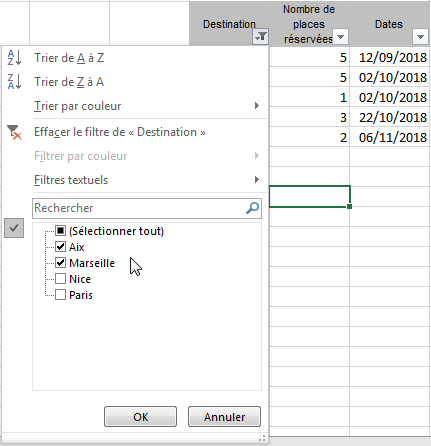 Destination
Nombre de
places
réservées
Dates
5 12/09/2018
5 02/10/2018
1 02/10/2018
3 22/10/2018
2 06/11/2018
Trier de A à Z
Trier de Z à A
Trier par couleur
Effacer le filtre de « Destination »
Filtrer par couleur
Filtres textuels
Rechercher
(Sélectionner tout)
Aix
Marseille
Nice
Paris
OK Annuler